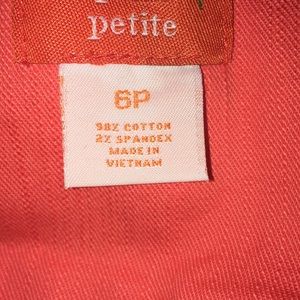 petite
6P
98% COTTON
2% SPANDEX
MADE IN
VIETNAM